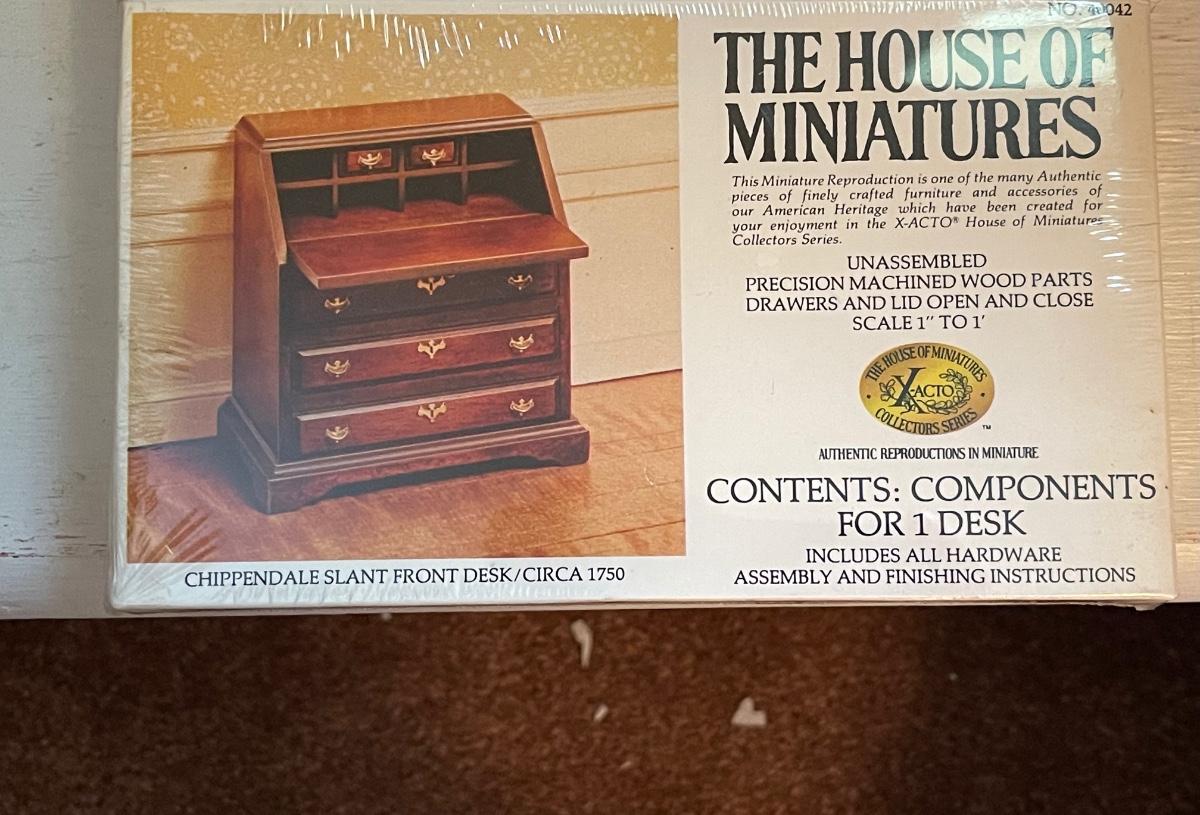 NO. 40042
THE HOUSE OF
MINIATURES
This Miniature Reproduction is one of the many Authentic
pieces of finely crafted furniture and accessories of
our American Heritage which have been created for
your enjoyment in the X-ACTO® House of Miniatures
Collectors Series.
UNASSEMBLED
PRECISION MACHINED WOOD PARTS
DRAWERS AND LID OPEN AND CLOSE
SCALE 1" TO 1'
THE HOUSE OF MINIATURES
X-ACTO
COLLECTORS SERIES
™
AUTHENTIC REPRODUCTIONS IN MINIATURE
CONTENTS: COMPONENTS
FOR 1 DESK
INCLUDES ALL HARDWARE
ASSEMBLY AND FINISHING INSTRUCTIONS
CHIPPENDALE SLANT FRONT DESK/CIRCA 1750